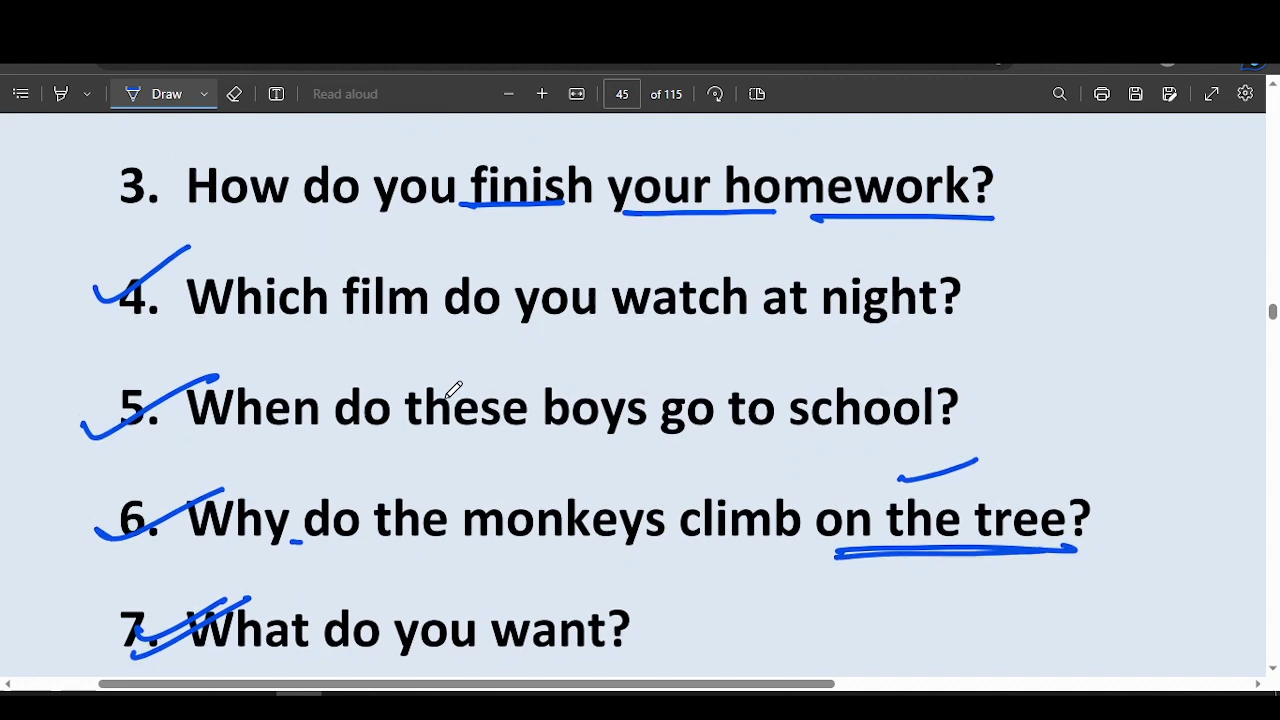 Draw
Read aloud
45 of 115
3. How do you finish your homework?
4. Which film do you watch at night?
5. When do these boys go to school?
6. Why do the monkeys climb on the tree?
7. What do you want?